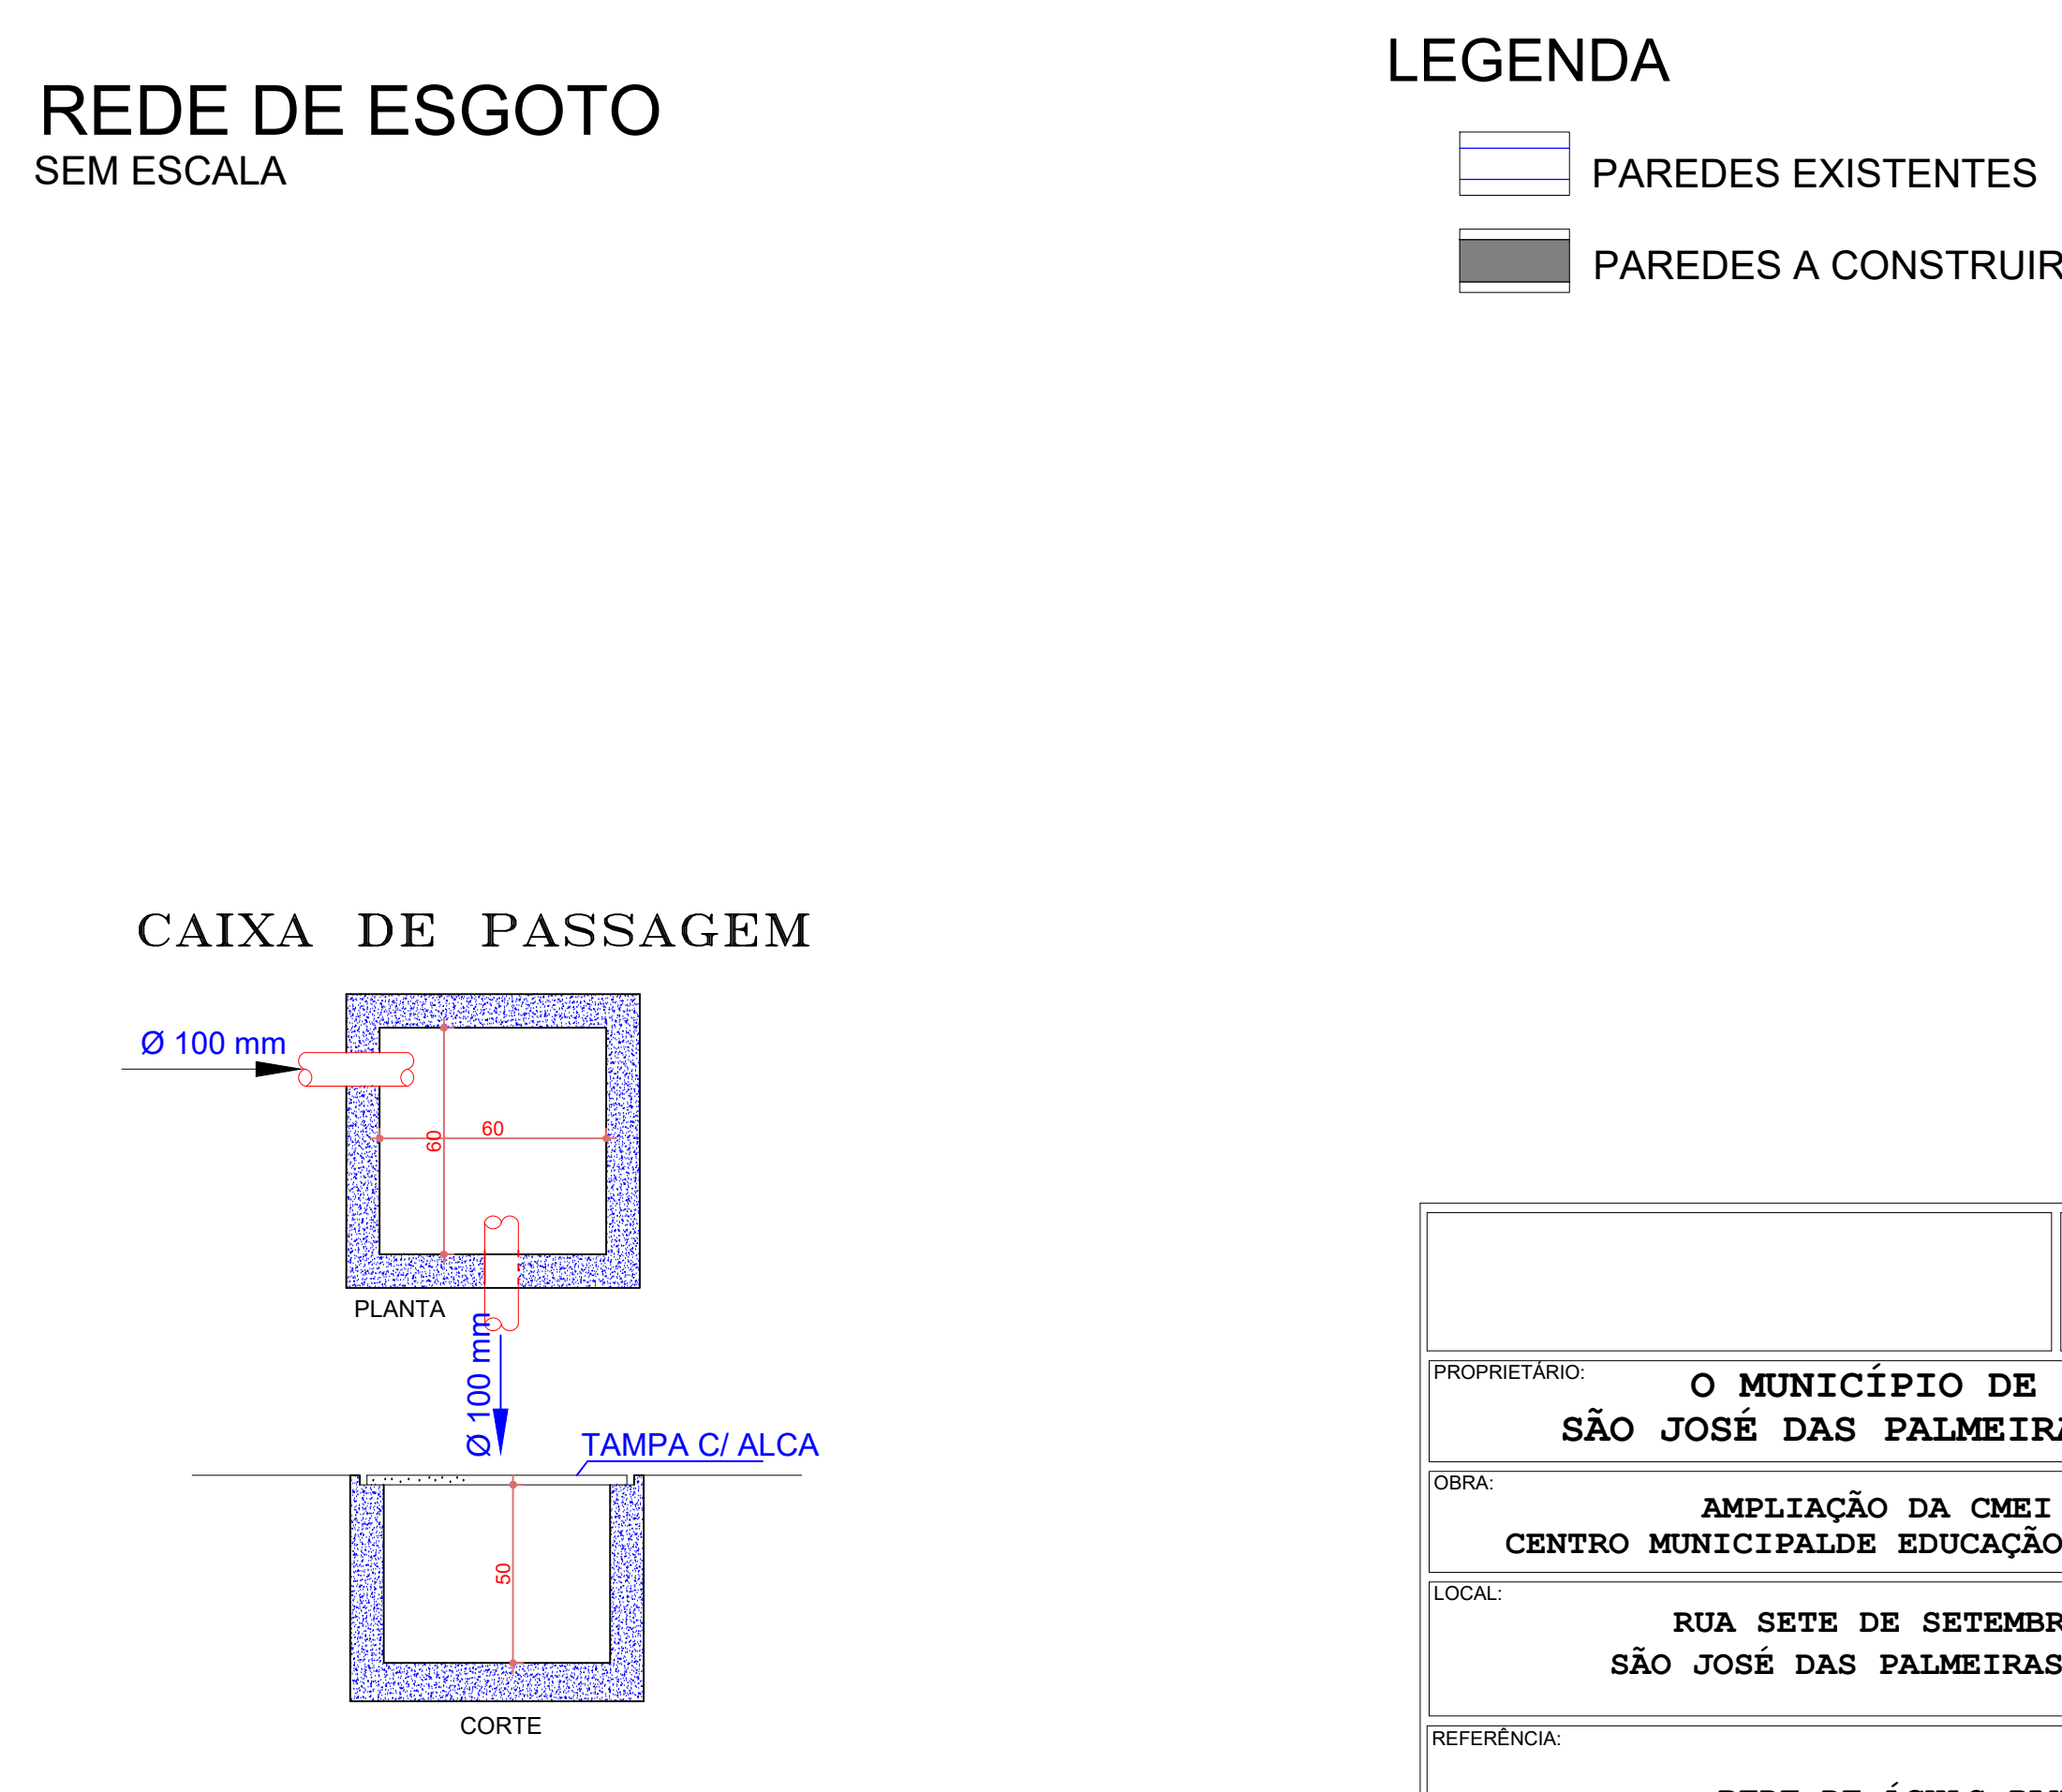 REDE DE ESGOTO
SEM ESCALA
LEGENDA
PAREDES EXISTENTES
PAREDES A CONSTRUIR
CAIXA DE PASSAGEM
Ø 100 mm
60
60
PLANTA
Ø 100 mm
TAMPA C/ ALCA
50
CORTE
PROPRIETÁRIO:
O MUNICÍPIO DE
SÃO JOSÉ DAS PALMEIRA
OBRA:
AMPLIAÇÃO DA CMEI
CENTRO MUNICIPALDE EDUCAÇÃO
LOCAL:
RUA SETE DE SETEMBR
SÃO JOSÉ DAS PALMEIRAS
REFERÊNCIA: